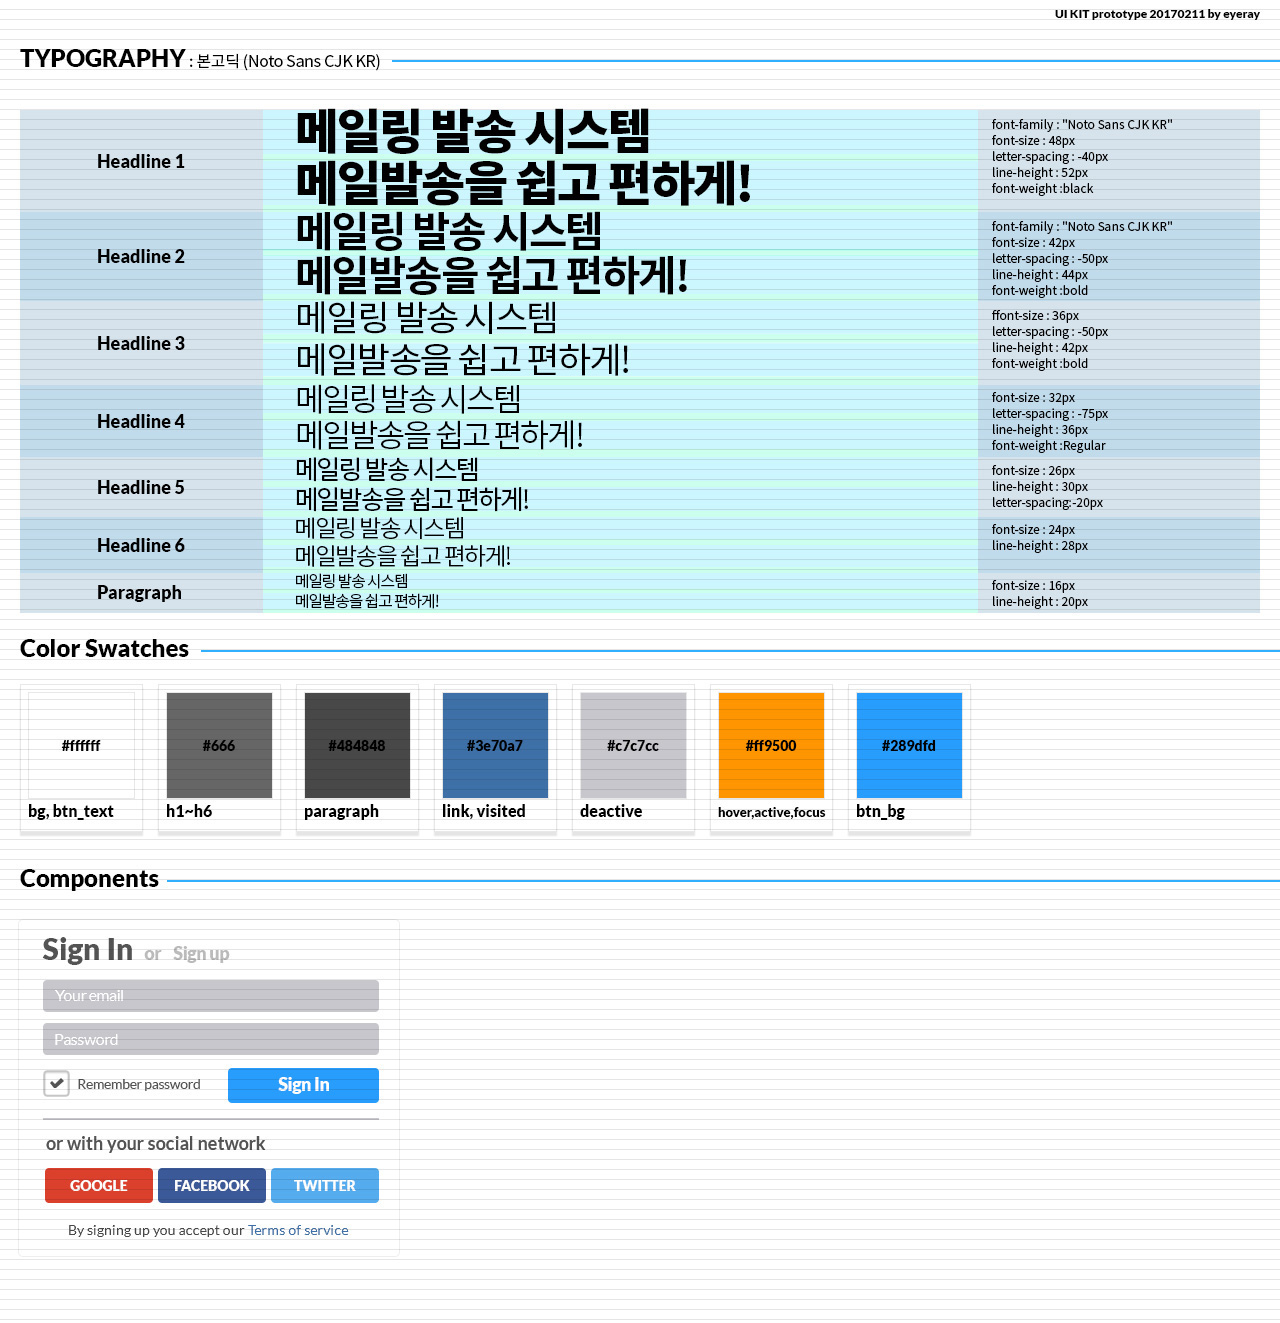 UI KIT prototype 20170211 by eyeray
TYPOGRAPHY : 본고딕 (Noto Sans CJK KR)
Headline 1
메일링 발송 시스템
메일발송을 쉽고 편하게!
font-family : "Noto Sans CJK KR"
font-size : 48px
letter-spacing : -40px
line-height : 52px
font-weight :black
Headline 2
메일링 발송 시스템
메일발송을 쉽고 편하게!
font-family : "Noto Sans CJK KR"
font-size : 42px
letter-spacing : -50px
line-height : 44px
font-weight :bold
Headline 3
메일링 발송 시스템
메일발송을 쉽고 편하게!
ffont-size : 36px
letter-spacing : -50px
line-height : 42px
font-weight :bold
Headline 4
메일링 발송 시스템
메일발송을 쉽고 편하게!
font-size : 32px
letter-spacing : -75px
line-height : 36px
font-weight :Regular
Headline 5
메일링 발송 시스템
메일발송을 쉽고 편하게!
font-size : 26px
line-height : 30px
letter-spacing:-20px
Headline 6
메일링 발송 시스템
메일발송을 쉽고 편하게!
font-size : 24px
line-height : 28px
Paragraph
메일링 발송 시스템
메일발송을 쉽고 편하게!
font-size : 16px
line-height : 20px
Color Swatches
#ffffff
bg, btn_text
#666
h1~h6
#484848
paragraph
#3e70a7
link, visited
#c7c7cc
deactive
#ff9500
hover,active,focus
#289dfd
btn_bg
Components
Sign In or Sign up
Your email
Password
Remember password
Sign In
or with your social network
GOOGLE
FACEBOOK
TWITTER
By signing up you accept our Terms of service